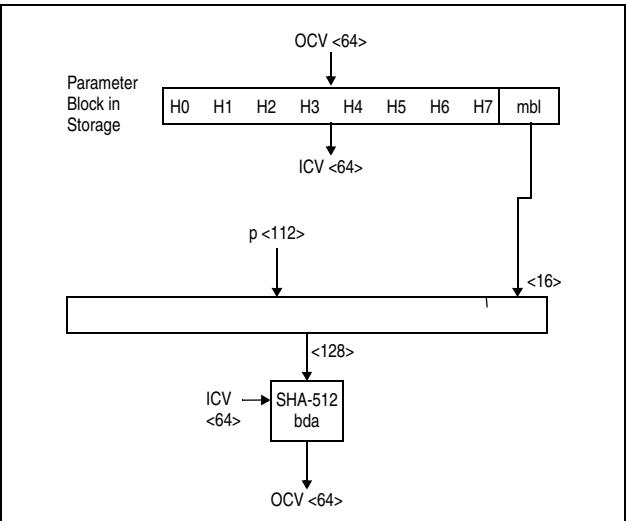 OCV <64>
Parameter
Block in
Storage
H0 H1 H2 H3 H4 H5 H6 H7 mbl
ICV <64>
p <112>
<16>
<128>
ICV
<64>
SHA-512
bda
OCV <64>